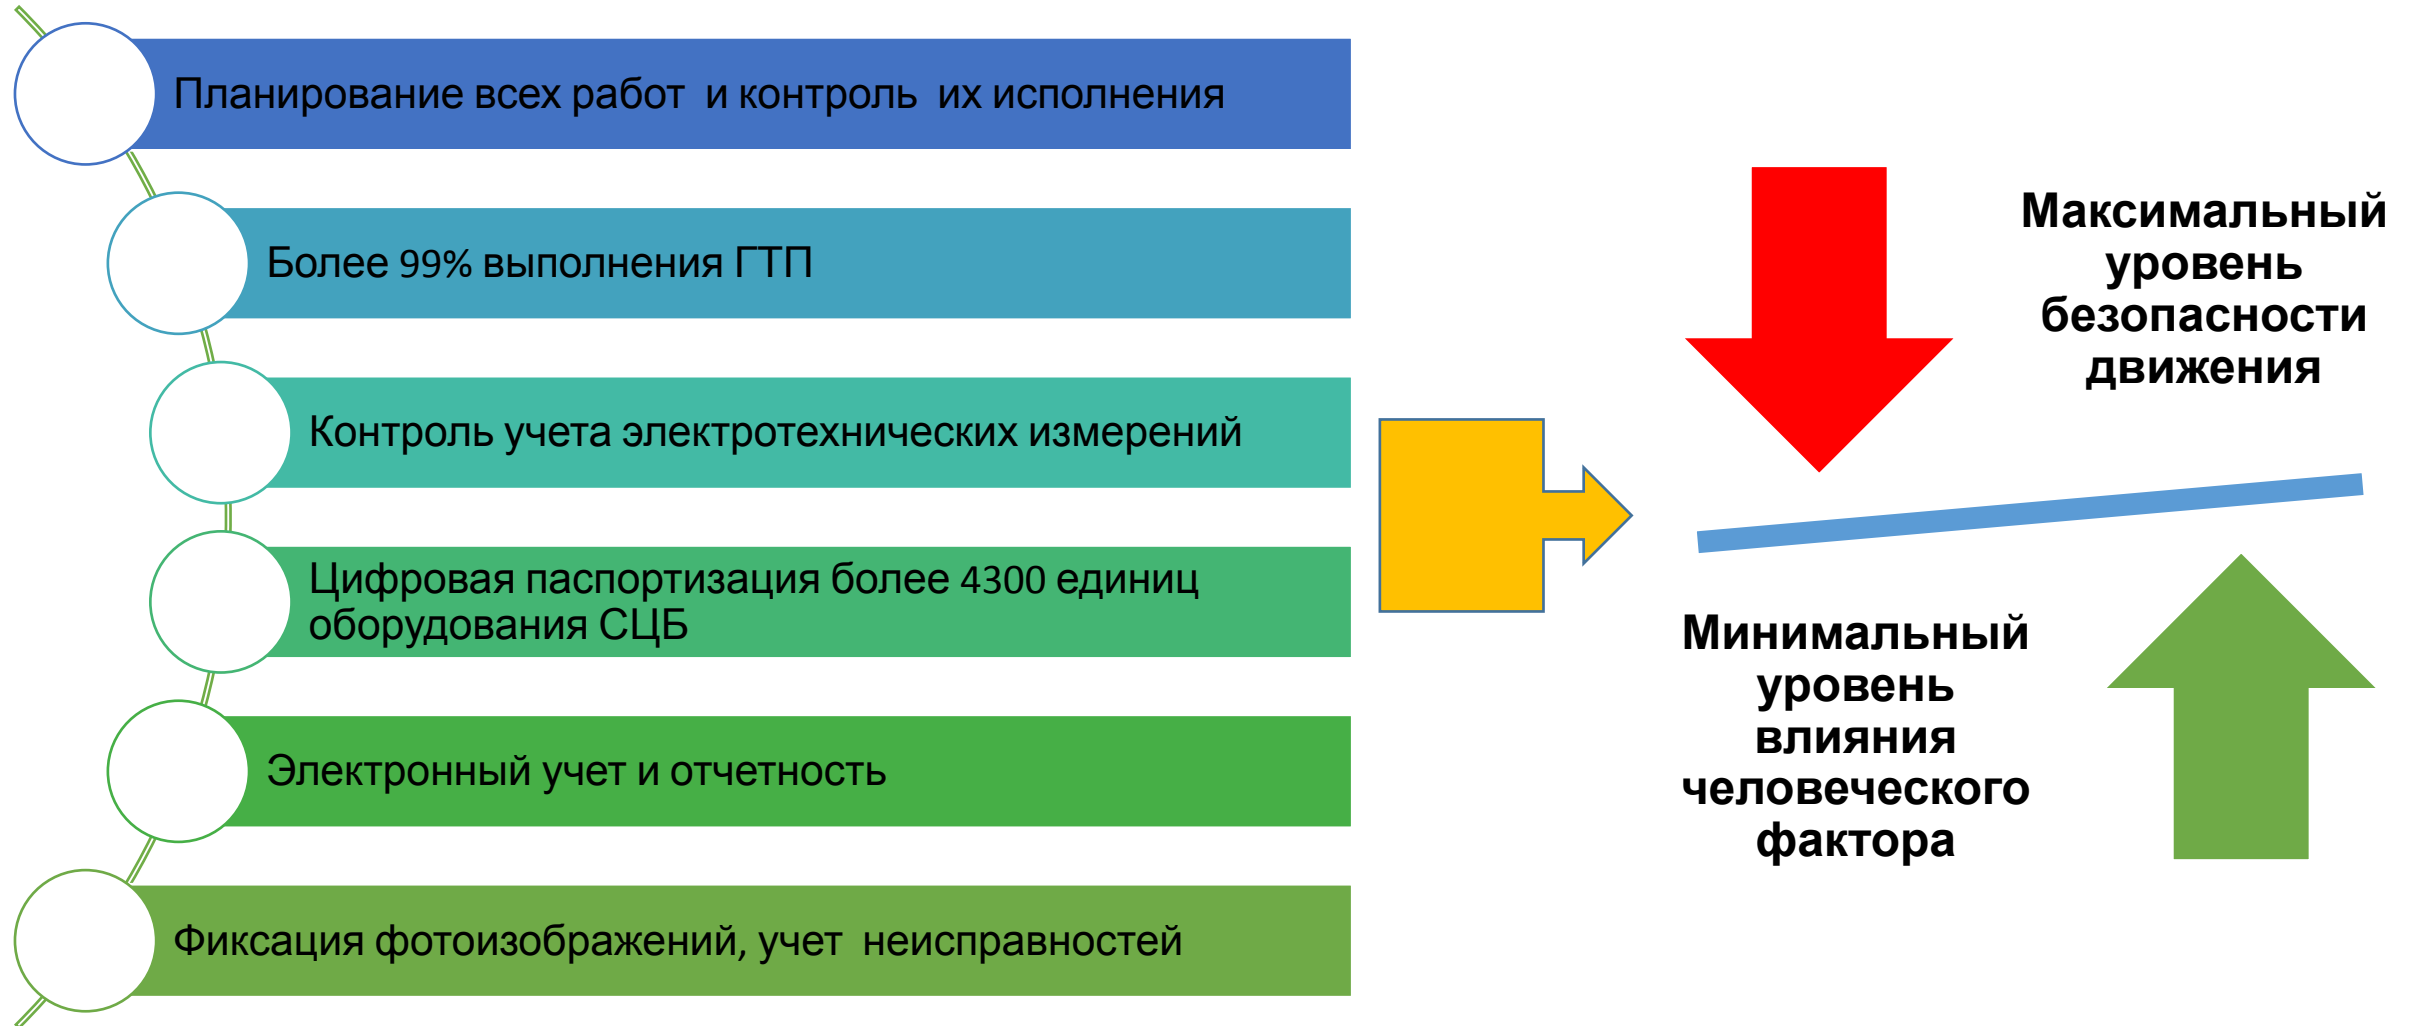 Планирование всех работ и контроль их исполнения
Более 99% выполнения ГТП
Контроль учета электротехнических измерений
Цифровая паспортизация более 4300 единиц
оборудования СЦБ
Электронный учет и отчетность
Фиксация фотоизображений, учет неисправностей
Максимальный
уровень
безопасности
движения
Минимальный
уровень
влияния
человеческого
фактора